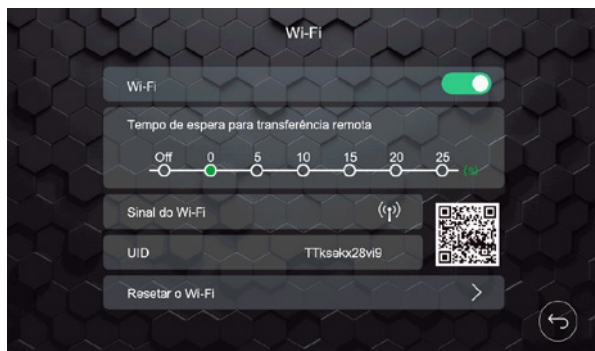 Wi-Fi
Wi-Fi
Tempo de espera para transferência remota
Off 0 5 10 15 20 25 (s)
Sinal do Wi-Fi
UID TTksekx28vi9
Resetar o Wi-Fi